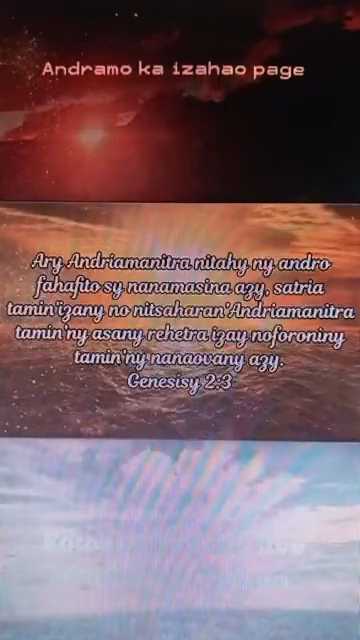 Andramo ka izahao page
Ary Andriamanitra nitahy ny andro
fahafito sy nanamasina azy, satria
tamin'izany no nitsaharan'Andriamanitra
tamin'ny asany rehetra izay noforoniny
tamin'ny nanaovany azy.
Genesisy 2:3